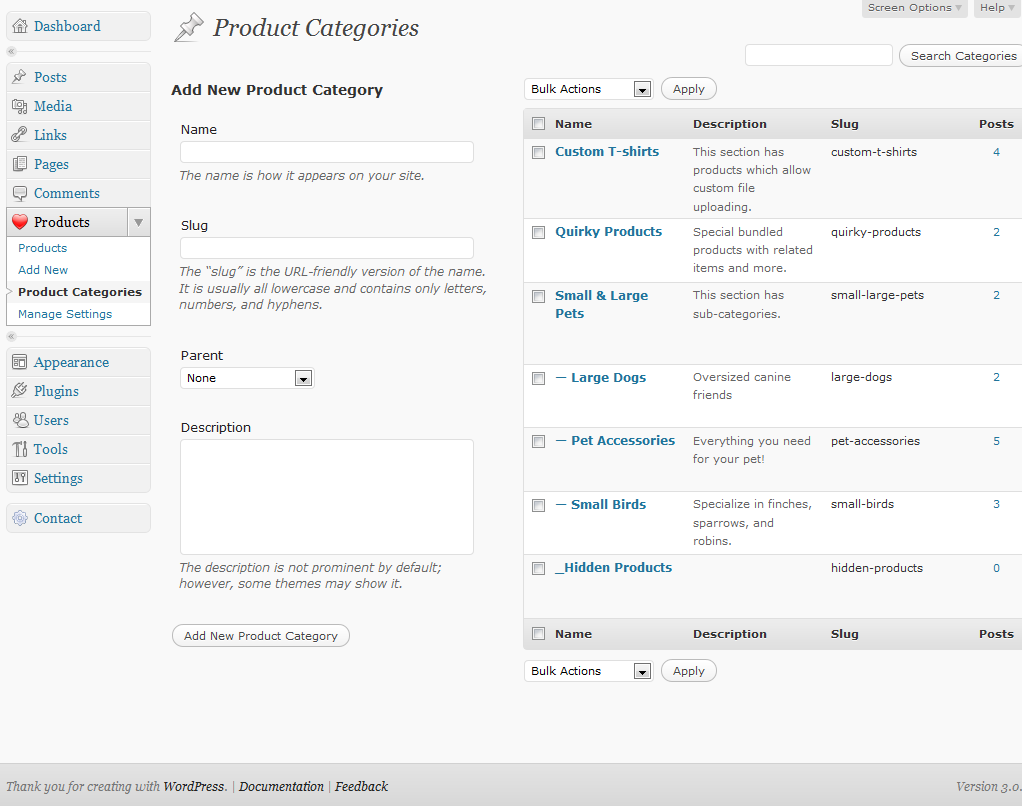 Screen Options
Help
Dashboard
Posts
Media
Links
Pages
Comments
Products
Products
Add New
Product Categories
Manage Settings
Appearance
Plugins
Users
Tools
Settings
Contact
Product Categories
Search Categories
Add New Product Category
Name
The name is how it appears on your site.
Slug
The “slug” is the URL-friendly version of the name.
It is usually all lowercase and contains only letters,
numbers, and hyphens.
Parent
None
Description
The description is not prominent by default;
however, some themes may show it.
Add New Product Category
Bulk Actions Apply
Name Description Slug Posts
Custom T-shirts This section has custom-t-shirts 4
products which allow
custom file
uploading.
Quirky Products Special bundled quirky-products 2
products with related
items and more.
Small & Large This section has small-large-pets 2
Pets sub-categories.
— Large Dogs Oversized canine large-dogs 2
friends
— Pet Accessories Everything you need pet-accessories 5
for your pet!
— Small Birds Specialize in finches, small-birds 3
sparrows, and
robins.
_Hidden Products hidden-products 0
Name Description Slug Posts
Bulk Actions Apply
Thank you for creating with WordPress. | Documentation | Feedback
Version 3.0.